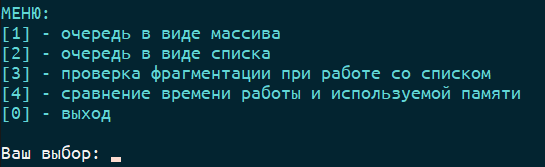 МЕНЮ:
[1] - очередь в виде массива
[2] - очередь в виде списка
[3] - проверка фрагментации при работе со списком
[4] - сравнение времени работы и используемой памяти
[0] - выход
Ваш выбор: